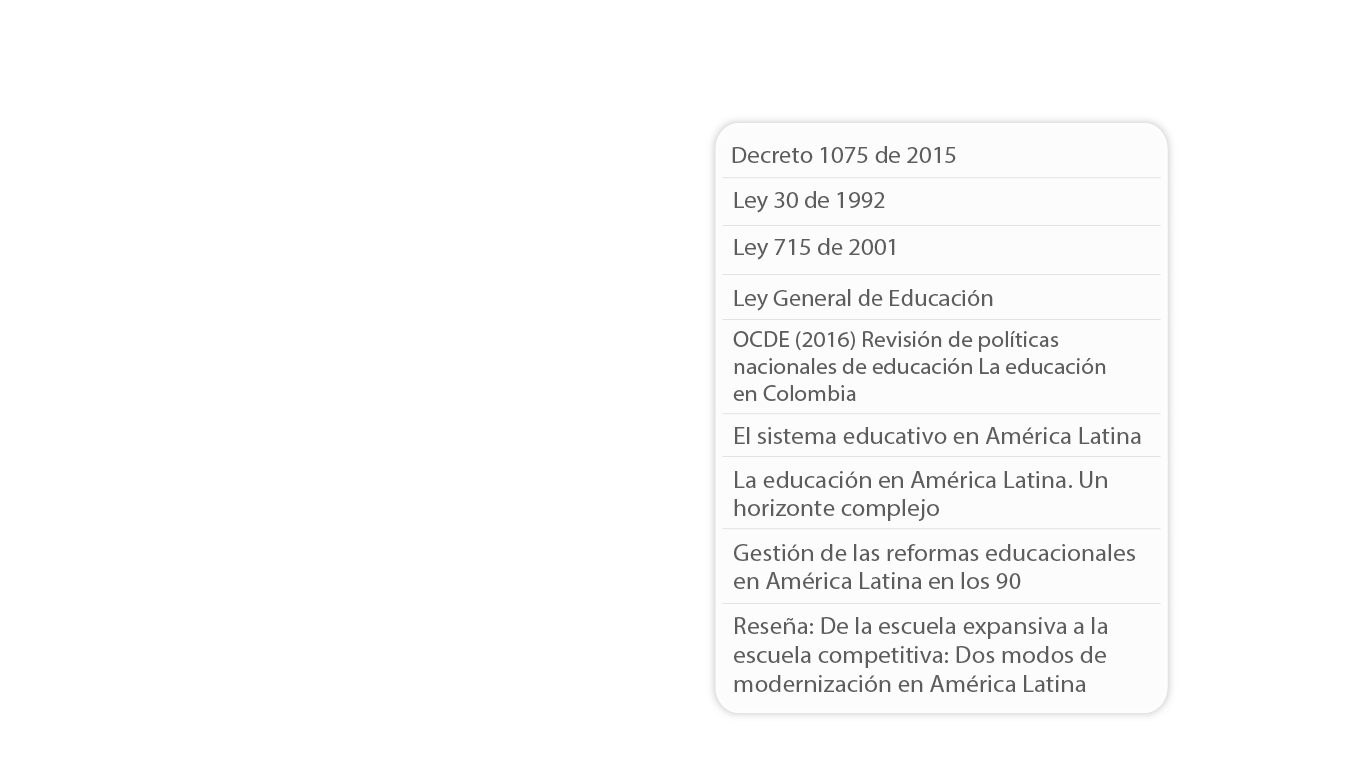 Decreto 1075 de 2015
Ley 30 de 1992
Ley 715 de 2001
Ley General de Educación
OCDE (2016) Revisión de políticas
nacionales de educación La educación
en Colombia
El sistema educativo en América Latina
La educación en América Latina. Un
horizonte complejo
Gestión de las reformas educacionales
en América Latina en los 90
Reseña: De la escuela expansiva a la
escuela competitiva: Dos modos de
modernización en América Latina